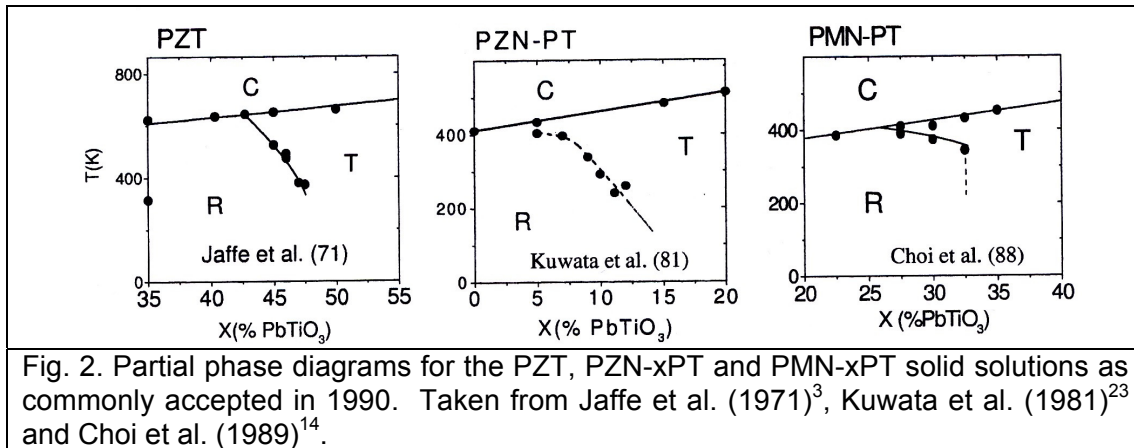 PZT
PZN-PT
PMN-PT
T(K)
800
400
0
C
T
R
Jaffe et al. (71)
35 40 45 50 55
X(% PbTiO₃)
600
400
200
0
C
T
R
Kuwata et al. (81)
0 5 10 15 20
X(% PbTiO₃)
600
400
200
0
C
T
R
Choi et al. (88)
20 25 30 35 40
X (%PbTiO₃)
Fig. 2. Partial phase diagrams for the PZT, PZN-xPT and PMN-xPT solid solutions as
commonly accepted in 1990. Taken from Jaffe et al. (1971)³, Kuwata et al. (1981)²³
and Choi et al. (1989)¹⁴.